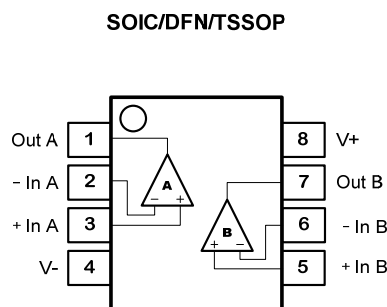 SOIC/DFN/TSSOP
Out A 1 8 V+
− In A 2 A 7 Out B
− +
+ In A 3 B 6 − In B
+ −
V- 4 5 + In B